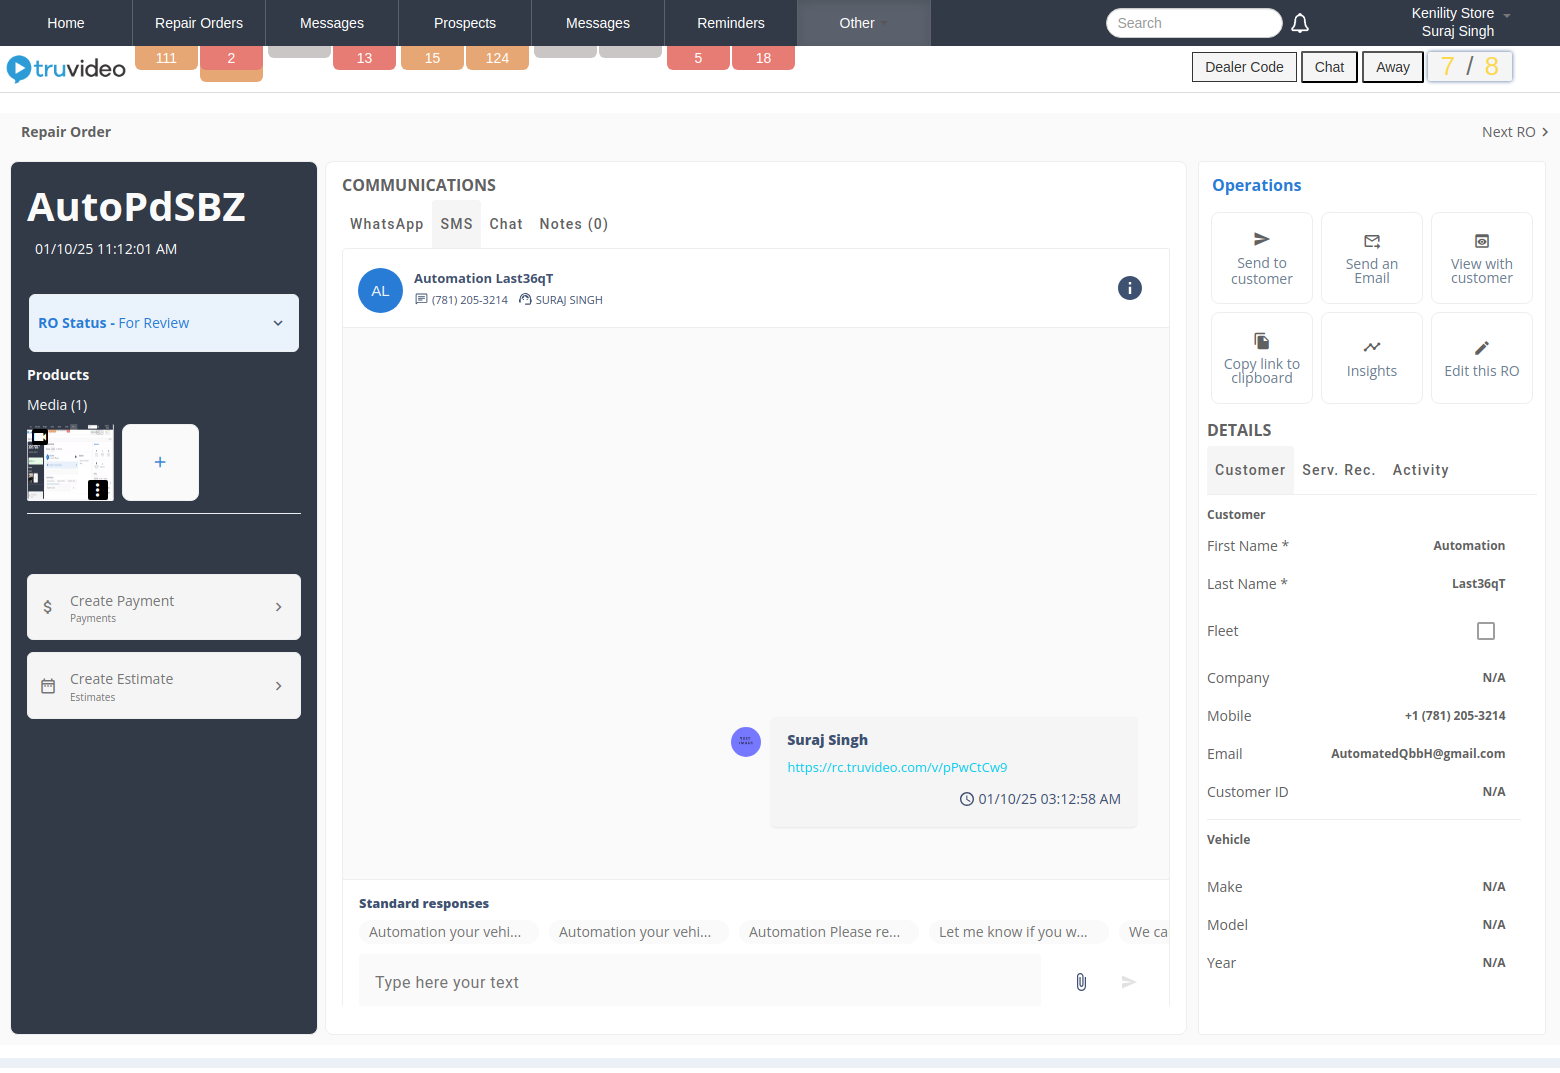 Home
Repair Orders
Messages
Prospects
Messages
Reminders
Other
Search
Kenility Store
Suraj Singh
truvideo
111
2
13
15
124
5
18
Dealer Code
Chat
Away
7 / 8
Repair Order
Next RO
AutoPdSBZ
01/10/25 11:12:01 AM
RO Status - For Review
Products
Media (1)
+
Create Payment
Payments
Create Estimate
Estimates
COMMUNICATIONS
WhatsApp
SMS
Chat
Notes (0)
AL
Automation Last36qT
(781) 205-3214
SURAJ SINGH
Suraj Singh
https://rc.truvideo.com/v/pPwCtCw9
01/10/25 03:12:58 AM
Standard responses
Automation your vehi...
Automation your vehi...
Automation Please re...
Let me know if you w...
We ca
Type here your text
Operations
Send to
customer
Send an
Email
View with
customer
Copy link to
clipboard
Insights
Edit this RO
DETAILS
Customer
Serv. Rec.
Activity
Customer
First Name * Automation
Last Name * Last36qT
Fleet
Company N/A
Mobile +1 (781) 205-3214
Email AutomatedQbbH@gmail.com
Customer ID N/A
Vehicle
Make N/A
Model N/A
Year N/A